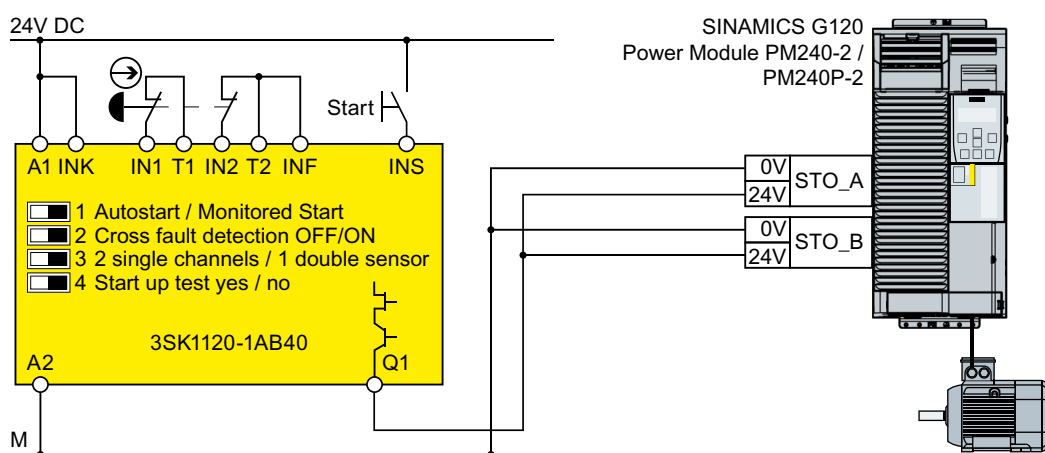 24V DC
SINAMICS G120
Power Module PM240-2 /
PM240P-2
Start
A1 INK IN1 T1 IN2 T2 INF INS
1 Autostart / Monitored Start
2 Cross fault detection OFF/ON
3 2 single channels / 1 double sensor
4 Start up test yes / no
3SK1120-1AB40
A2
Q1
M
0V
STO_A
24V
0V
STO_B
24V